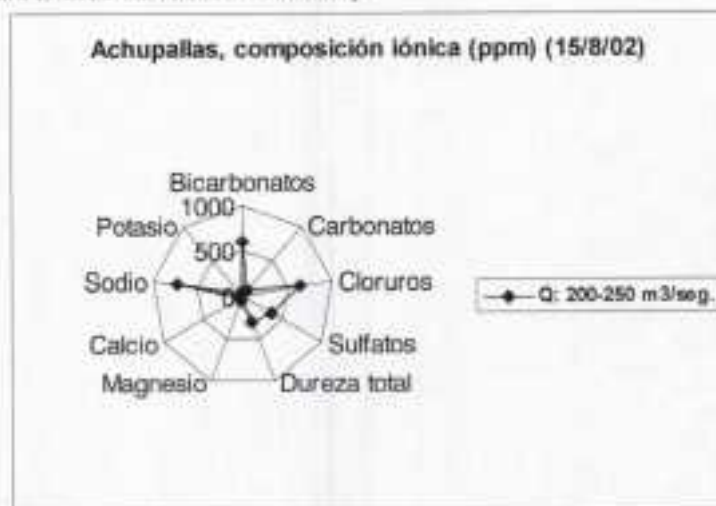 Achupallas, composición iónica (ppm) (15/8/02)
Bicarbonatos
1000
Potasio
Carbonatos
500
Sodio
Cloruros
0
Q: 200-250 m3/seg.
Calcio
Sulfatos
Magnesio
Dureza total